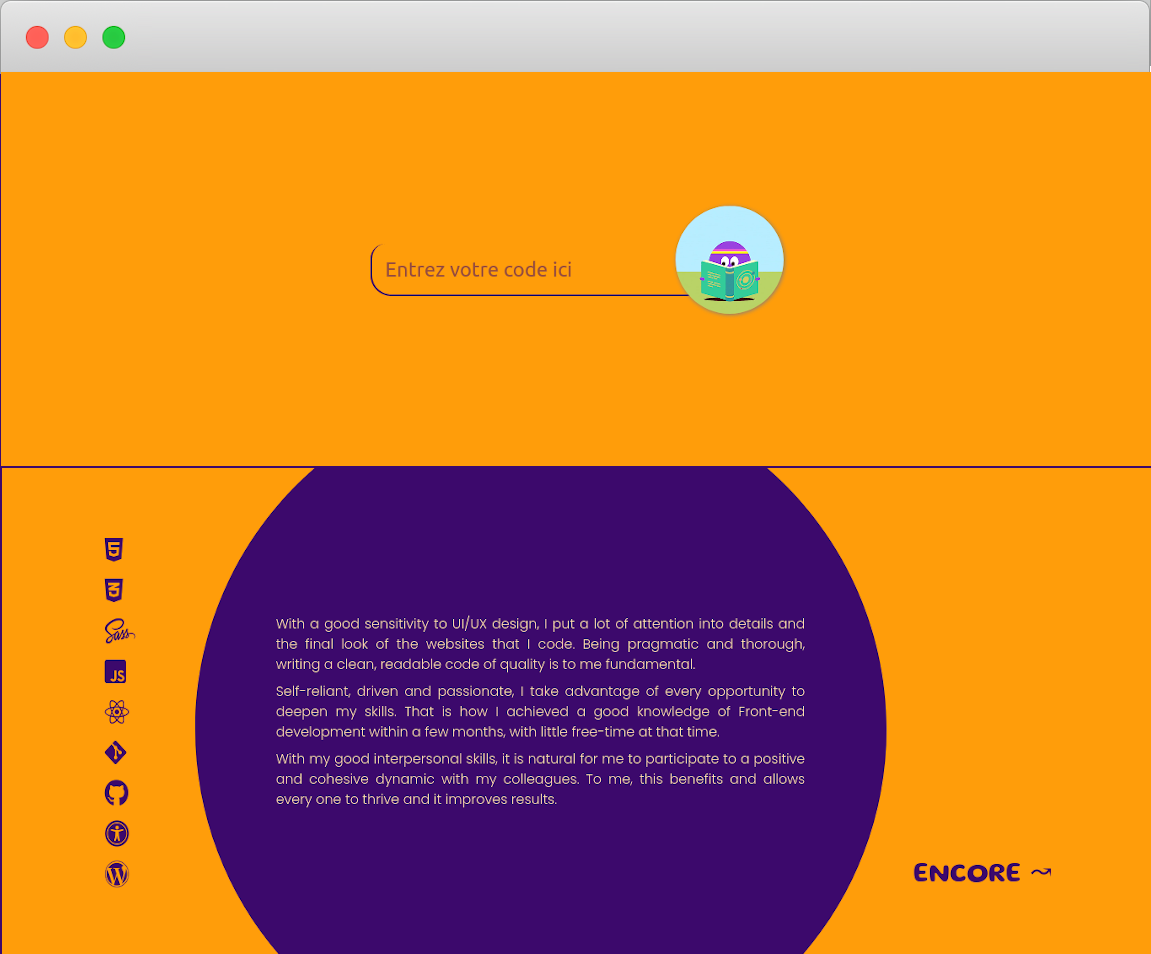 Entrez votre code ici
5
3
Sass
JS
W
With a good sensitivity to UI/UX design, I put a lot of attention into details and
the final look of the websites that I code. Being pragmatic and thorough,
writing a clean, readable code of quality is to me fundamental.
Self-reliant, driven and passionate, I take advantage of every opportunity to
deepen my skills. That is how I achieved a good knowledge of Front-end
development within a few months, with little free-time at that time.
With my good interpersonal skills, it is natural for me to participate to a positive
and cohesive dynamic with my colleagues. To me, this benefits and allows
every one to thrive and it improves results.
ENCORE ⤳